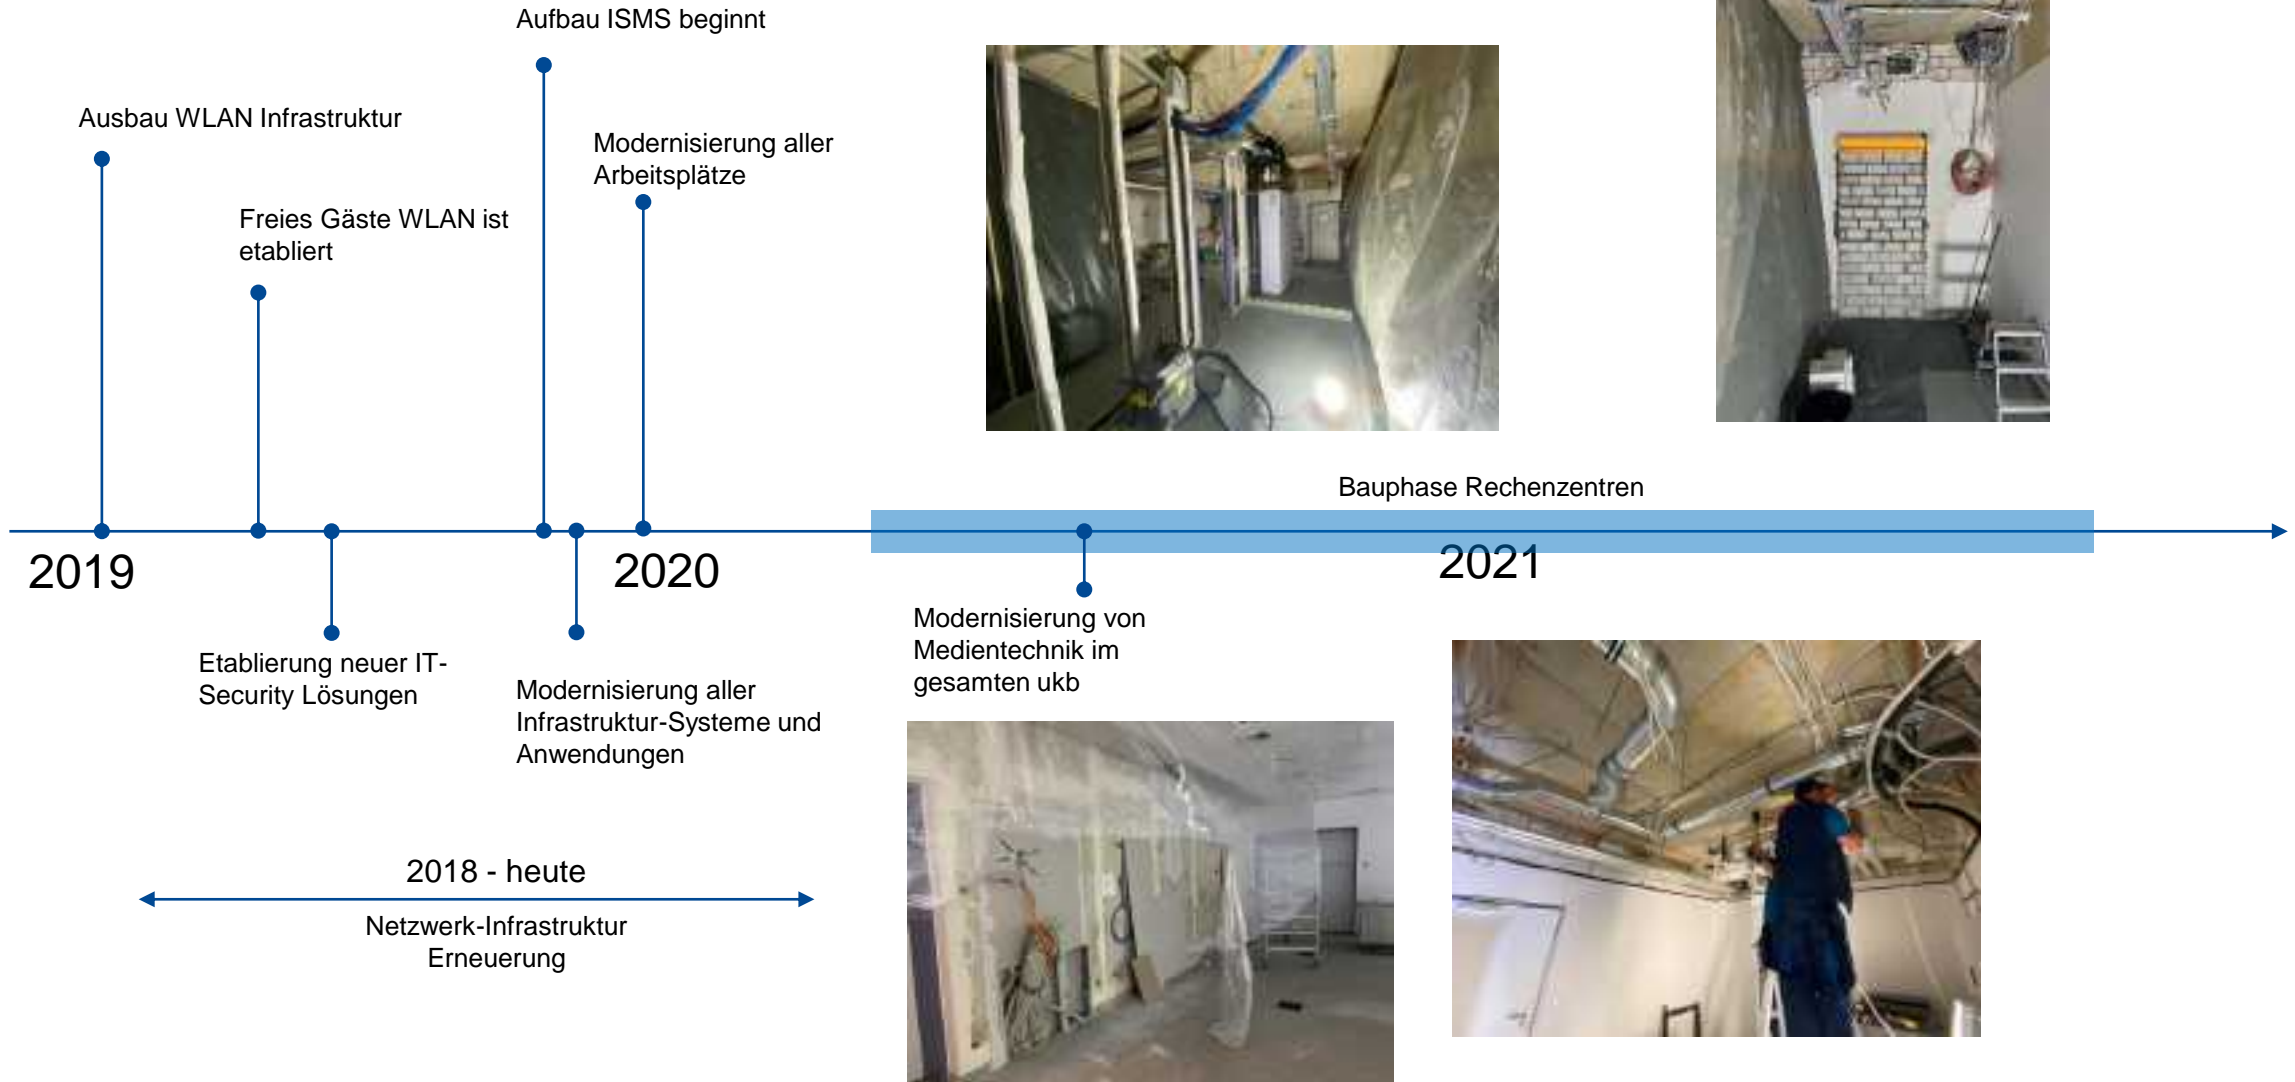 Aufbau ISMS beginnt
Ausbau WLAN Infrastruktur
Modernisierung aller
Arbeitsplätze
Freies Gäste WLAN ist
etabliert
Bauphase Rechenzentren
2019
2020
2021
Etablierung neuer IT-
Security Lösungen
Modernisierung aller
Infrastruktur-Systeme und
Anwendungen
Modernisierung von
Medientechnik im
gesamten ukb
2018 - heute
Netzwerk-Infrastruktur
Erneuerung